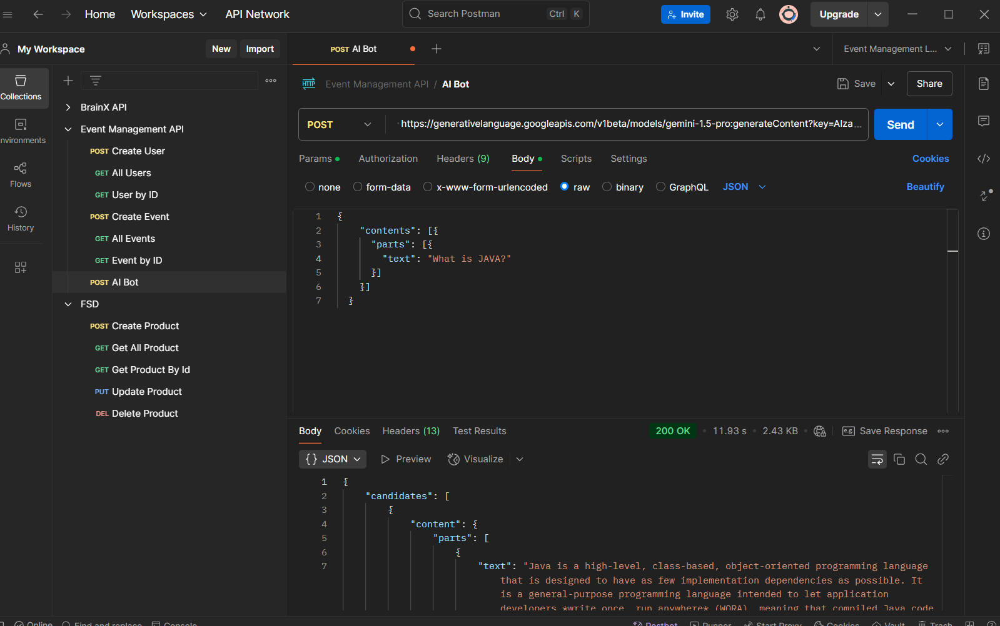 Home Workspaces API Network Search Postman Ctrl K Invite Upgrade
My Workspace New Import POST AI Bot Event Management L...
Collections
BrainX API
Event Management API
POST Create User
GET All Users
GET User by ID
POST Create Event
GET All Events
GET Event by ID
POST AI Bot
FSD
POST Create Product
GET Get All Product
GET Get Product By Id
PUT Update Product
DEL Delete Product
nvironments
Flows
History
HTTP Event Management API / AI Bot Save Share
POST https://generativelanguage.googleapis.com/v1beta/models/gemini-1.5-pro:generateContent?key=AIza... Send
Params Authorization Headers (9) Body Scripts Settings Cookies
none form-data x-www-form-urlencoded raw binary GraphQL JSON Beautify
1 {
2 "contents": [{
3 "parts": [{
4 "text": "What is JAVA?"
5 }]
6 }]
7 }
Body Cookies Headers (13) Test Results 200 OK 11.93 s 2.43 KB e.g. Save Response
{} JSON Preview Visualize
1 {
2 "candidates": [
3 {
4 "content": {
5 "parts": [
6 {
7 "text": "Java is a high-level, class-based, object-oriented programming language
that is designed to have as few implementation dependencies as possible. It
is a general-purpose programming language intended to let application
developers *write once, run anywhere* (WORA), meaning that compiled Java code
Online Find and replace Console Postbot Runner Start Proxy Cookies Vault Trash